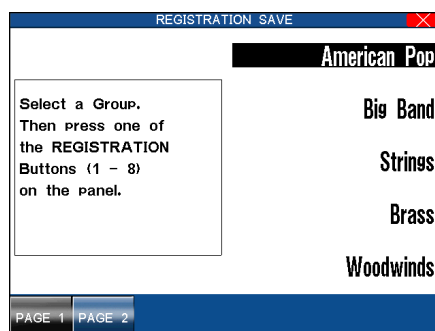 REGISTRATION SAVE
American Pop
Select a Group.
Then press one of
the REGISTRATION
Buttons (1 - 8)
on the panel.
Big Band
Strings
Brass
Woodwinds
PAGE 1 PAGE 2